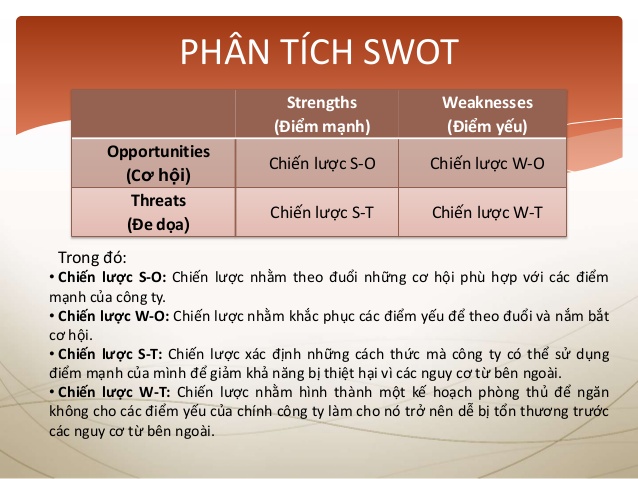 PHÂN TÍCH SWOT
Strengths Weaknesses
(Điểm mạnh) (Điểm yếu)
Opportunities
(Cơ hội)
Chiến lược S-O Chiến lược W-O
Threats
(Đe dọa)
Chiến lược S-T Chiến lược W-T
Trong đó:
• Chiến lược S-O: Chiến lược nhằm theo đuổi những cơ hội phù hợp với các điểm
mạnh của công ty.
• Chiến lược W-O: Chiến lược nhằm khắc phục các điểm yếu để theo đuổi và nắm bắt
cơ hội.
• Chiến lược S-T: Chiến lược xác định những cách thức mà công ty có thể sử dụng
điểm mạnh của mình để giảm khả năng bị thiệt hại vì các nguy cơ từ bên ngoài.
• Chiến lược W-T: Chiến lược nhằm hình thành một kế hoạch phòng thủ để ngăn
không cho các điểm yếu của chính công ty làm cho nó trở nên dễ bị tổn thương trước
các nguy cơ từ bên ngoài.